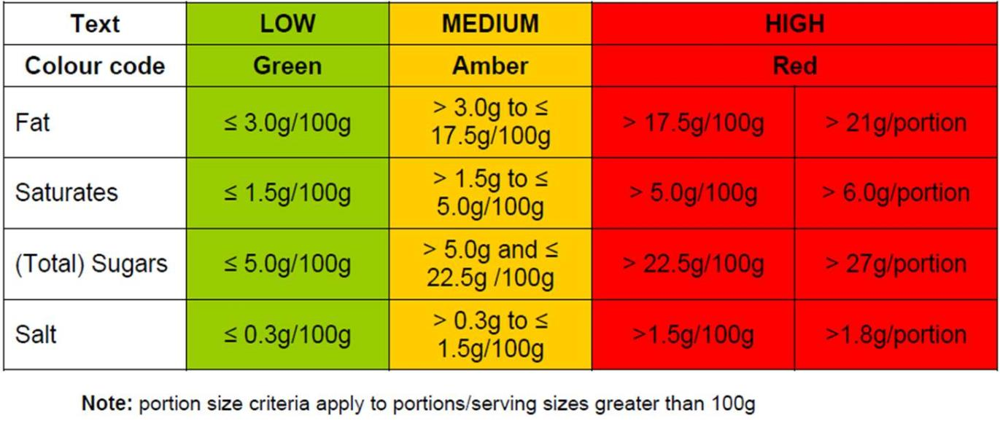 Text LOW MEDIUM HIGH
Colour code Green Amber Red
Fat ≤ 3.0g/100g > 3.0g to ≤ 17.5g/100g > 17.5g/100g > 21g/portion
Saturates ≤ 1.5g/100g > 1.5g to ≤ 5.0g/100g > 5.0g/100g > 6.0g/portion
(Total) Sugars ≤ 5.0g/100g > 5.0g and ≤ 22.5g /100g > 22.5g/100g > 27g/portion
Salt ≤ 0.3g/100g > 0.3g to ≤ 1.5g/100g >1.5g/100g >1.8g/portion
Note: portion size criteria apply to portions/serving sizes greater than 100g